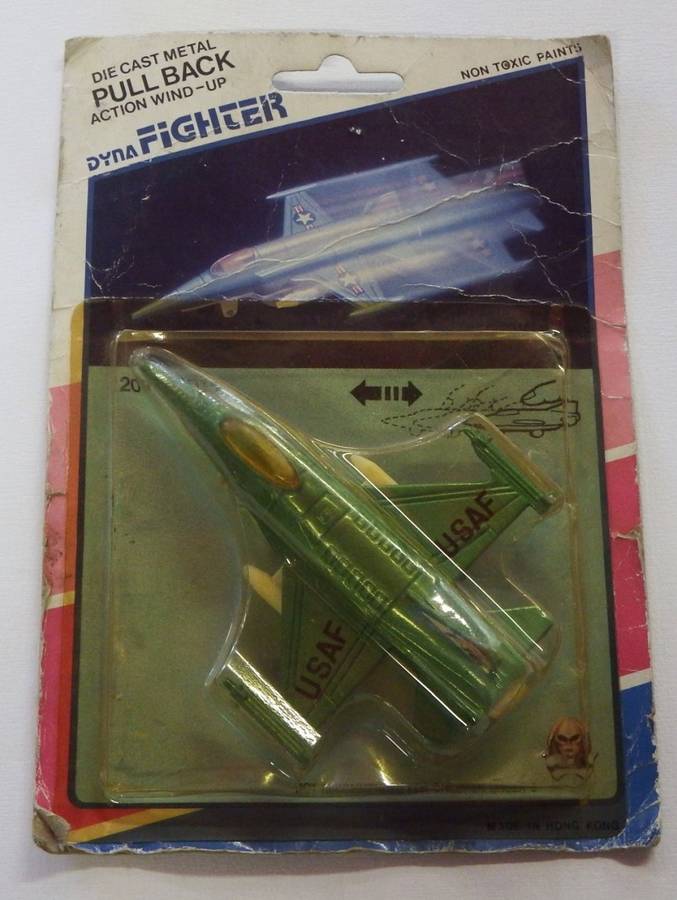 DIE CAST METAL
PULL BACK
ACTION WIND-UP
NON TOXIC PAINTS
DYNA FIGHTER
20
USAF
USAF
MADE IN HONG KONG